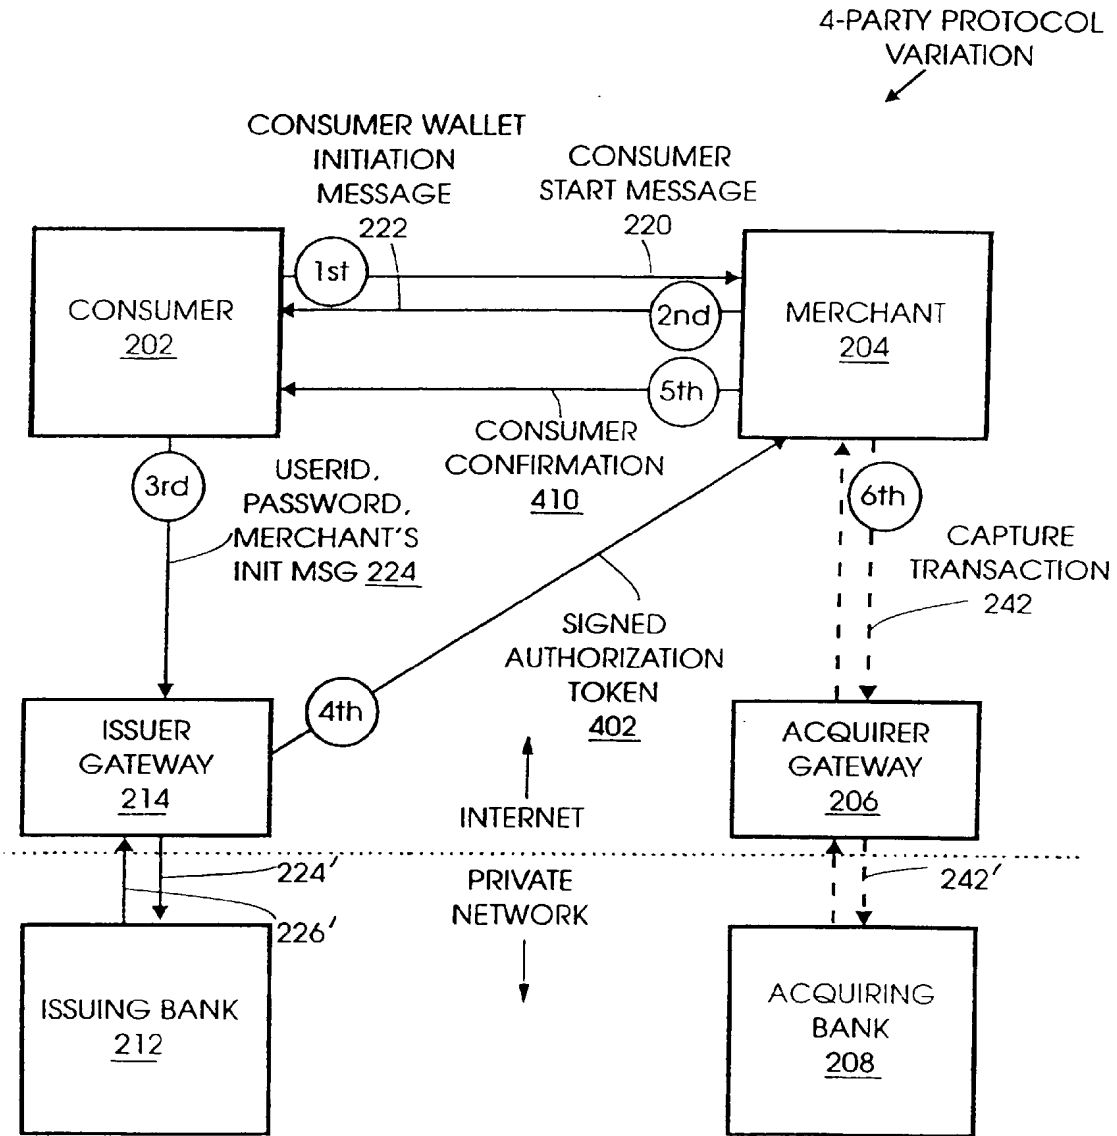 4-PARTY PROTOCOL
VARIATION
CONSUMER WALLET
INITIATION
MESSAGE
222
CONSUMER
START MESSAGE
220
1st
CONSUMER
202
2nd
MERCHANT
204
5th
CONSUMER
CONFIRMATION
410
3rd
USERID,
PASSWORD,
MERCHANT'S
INIT MSG 224
6th
CAPTURE
TRANSACTION
242
SIGNED
AUTHORIZATION
TOKEN
402
4th
ISSUER
GATEWAY
214
ACQUIRER
GATEWAY
206
INTERNET
224'
PRIVATE
NETWORK
242'
226'
ISSUING BANK
212
ACQUIRING
BANK
208